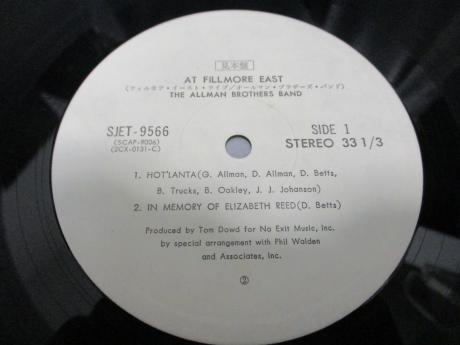 見本盤
AT FILLMORE EAST
(フィルモア・イースト・ライブ/オールマン・ブラザーズ・バンド)
THE ALLMAN BROTHERS BAND
SJET-9566
(SCAP-9006)
(2CX-0131-C)
SIDE 1
STEREO 33 1/3
1. HOT'LANTA(G. Allman, D. Allman, D. Betts,
B. Trucks, B. Oakley, J. J. Johanson)
2. IN MEMORY OF ELIZABETH REED(D. Betts)
Produced by Tom Dowd for No Exit Music, Inc.
by special arrangement with Phil Walden
and Associates, Inc.
②